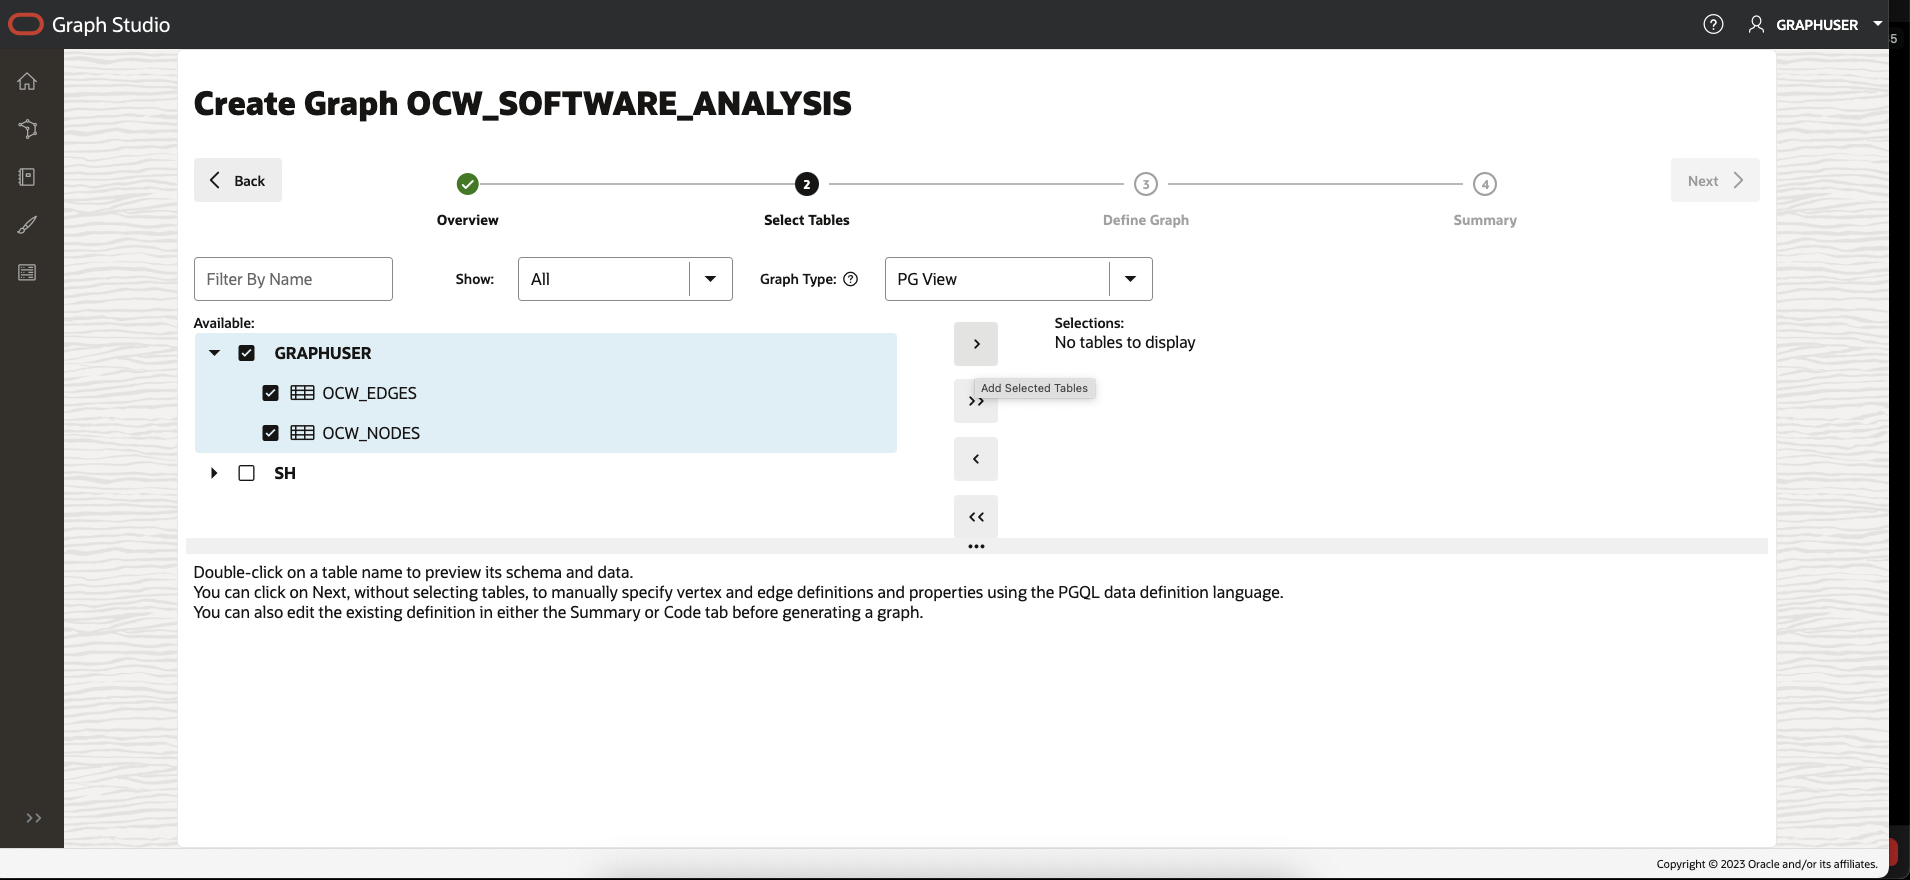 Graph Studio
GRAPHUSER
5
Create Graph OCW_SOFTWARE_ANALYSIS
Back
2
3
4
Next
Overview
Select Tables
Define Graph
Summary
Filter By Name
Show:
All
Graph Type:
PG View
Available:
Selections:
GRAPHUSER
No tables to display
Add Selected Tables
OCW_EDGES
OCW_NODES
SH
Double-click on a table name to preview its schema and data.
You can click on Next, without selecting tables, to manually specify vertex and edge definitions and properties using the PGQL data definition language.
You can also edit the existing definition in either the Summary or Code tab before generating a graph.
Copyright © 2023 Oracle and/or its affiliates.